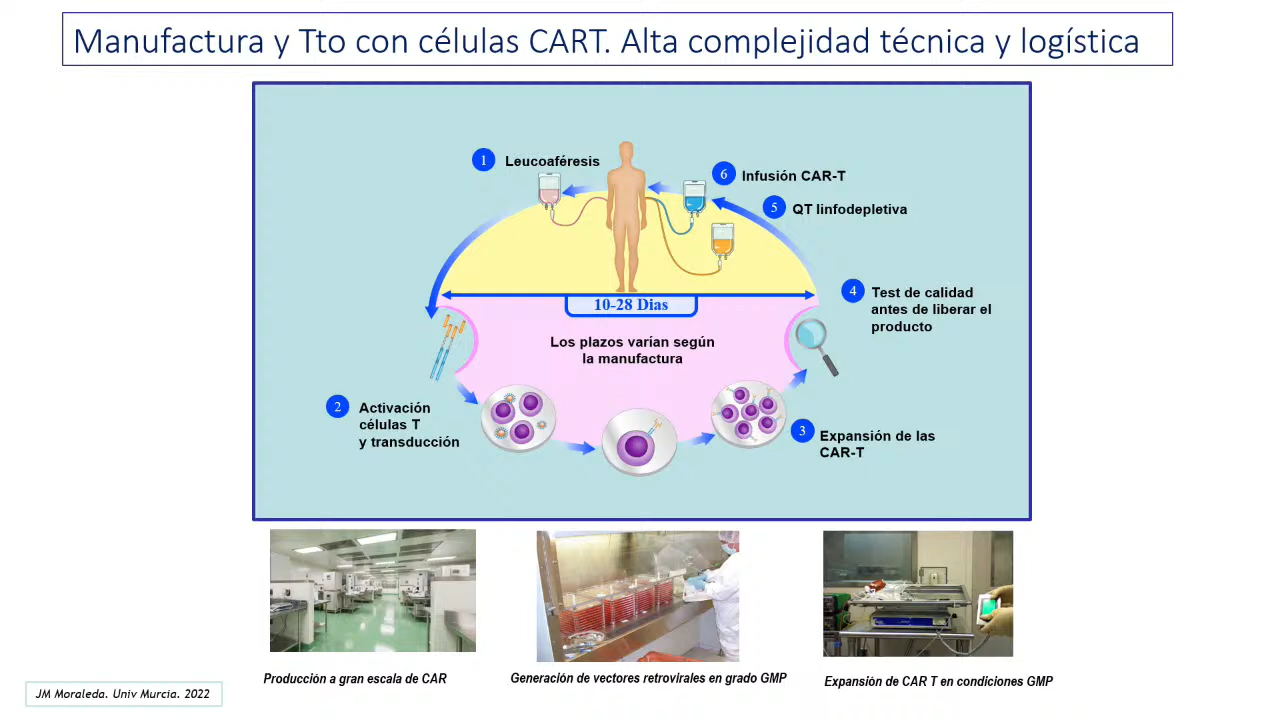 Manufactura y Tto con células CART. Alta complejidad técnica y logística
1 Leucoaféresis
6 Infusión CAR-T
5 QT linfodepletiva
4 Test de calidad
antes de liberar el
producto
10-28 Dias
Los plazos varían según
la manufactura
2 Activación
células T
y transducción
3 Expansión de las
CAR-T
Producción a gran escala de CAR
Generación de vectores retrovirales en grado GMP
Expansión de CAR T en condiciones GMP
JM Moraleda. Univ Murcia. 2022